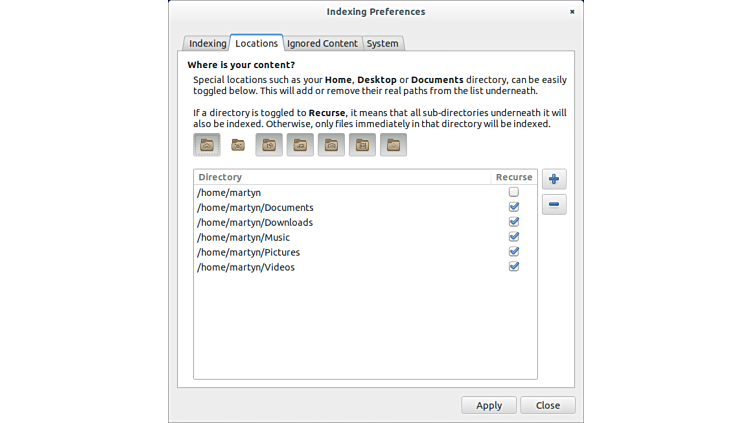 Indexing Preferences
Indexing Locations Ignored Content System
Where is your content?
Special locations such as your Home, Desktop or Documents directory, can be easily
toggled below. This will add or remove their real paths from the list underneath.
If a directory is toggled to Recurse, it means that all sub-directories underneath it will
also be indexed. Otherwise, only files immediately in that directory will be indexed.
Directory Recurse
/home/martyn
/home/martyn/Documents
/home/martyn/Downloads
/home/martyn/Music
/home/martyn/Pictures
/home/martyn/Videos
Apply Close